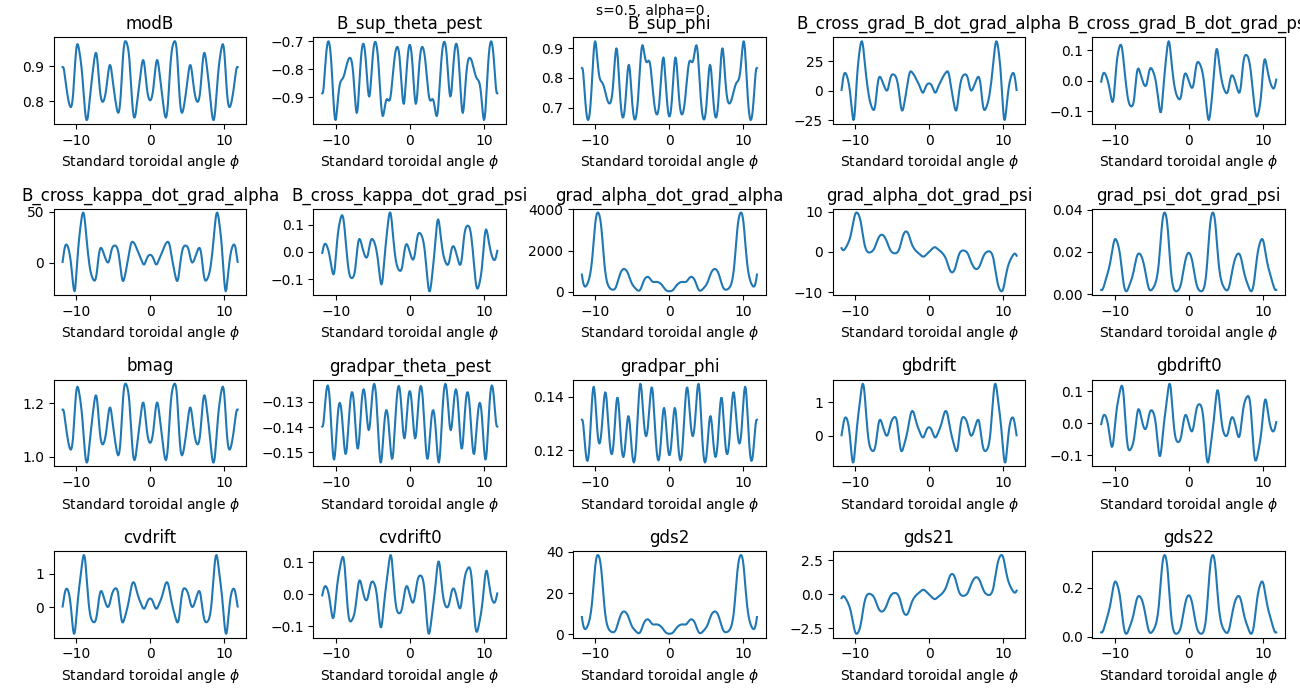 s=0.5, alpha=0
modB
B_sup_theta_pest
B_sup_phi
B_cross_grad_B_dot_grad_alpha
B_cross_grad_B_dot_grad_ps
0.9
0.8
−10
0
10
Standard toroidal angle ϕ
−0.7
−0.8
−0.9
−10
0
10
Standard toroidal angle ϕ
0.9
0.8
0.7
−10
0
10
Standard toroidal angle ϕ
25
0
−25
−10
0
10
Standard toroidal angle ϕ
0.1
0.0
−0.1
−10
0
10
Standard toroidal angle ϕ
B_cross_kappa_dot_grad_alpha
B_cross_kappa_dot_grad_psi
grad_alpha_dot_grad_alpha
grad_alpha_dot_grad_psi
grad_psi_dot_grad_psi
50
0
−10
0
10
Standard toroidal angle ϕ
0.1
0.0
−0.1
−10
0
10
Standard toroidal angle ϕ
4000
2000
0
−10
0
10
Standard toroidal angle ϕ
10
0
−10
−10
0
10
Standard toroidal angle ϕ
0.04
0.02
0.00
−10
0
10
Standard toroidal angle ϕ
bmag
gradpar_theta_pest
gradpar_phi
gbdrift
gbdrift0
1.2
1.0
−10
0
10
Standard toroidal angle ϕ
−0.13
−0.14
−0.15
−10
0
10
Standard toroidal angle ϕ
0.14
0.12
−10
0
10
Standard toroidal angle ϕ
1
0
−10
0
10
Standard toroidal angle ϕ
0.1
0.0
−0.1
−10
0
10
Standard toroidal angle ϕ
cvdrift
cvdrift0
gds2
gds21
gds22
1
0
−10
0
10
Standard toroidal angle ϕ
0.1
0.0
−0.1
−10
0
10
Standard toroidal angle ϕ
40
20
0
−10
0
10
Standard toroidal angle ϕ
2.5
0.0
−2.5
−10
0
10
Standard toroidal angle ϕ
0.2
0.0
−10
0
10
Standard toroidal angle ϕ